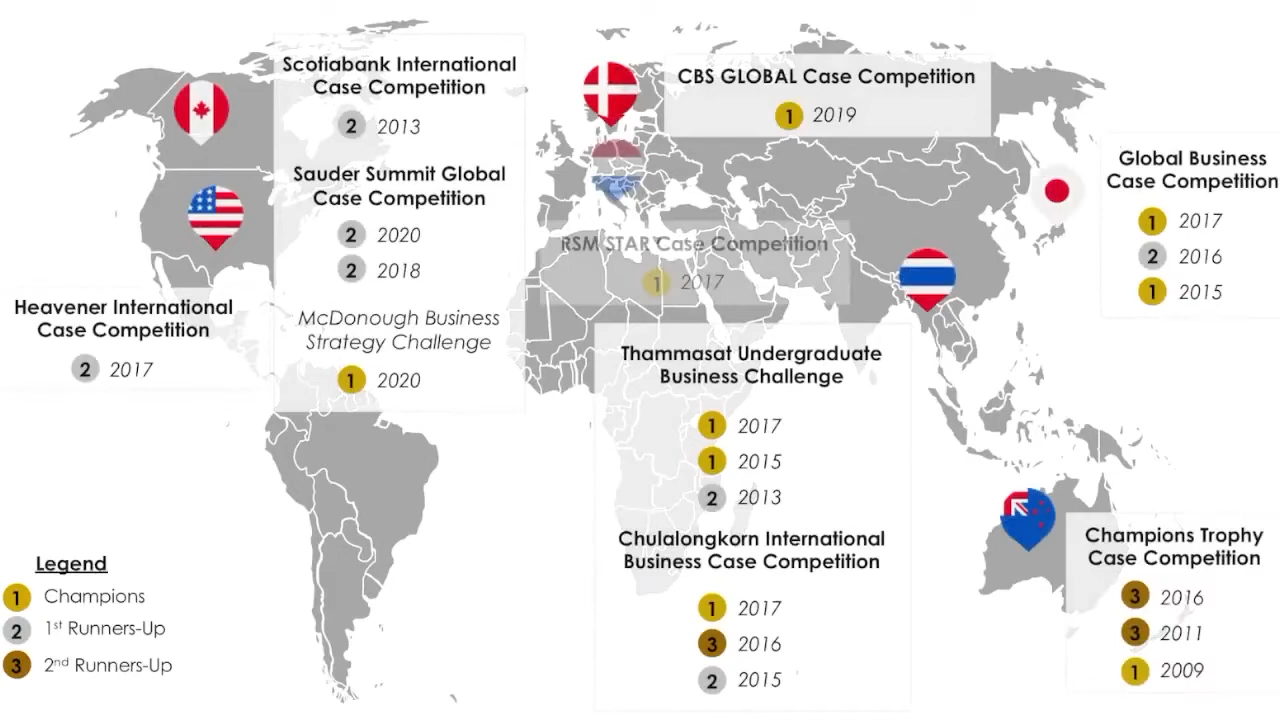 Scotiabank International
Case Competition
2 2013
Sauder Summit Global
Case Competition
2 2020
2 2018
McDonough Business
Strategy Challenge
1 2020
Heavener International
Case Competition
2 2017
CBS GLOBAL Case Competition
1 2019
RSM STAR Case Competition
1 2017
Global Business
Case Competition
1 2017
2 2016
1 2015
Thammasat Undergraduate
Business Challenge
1 2017
1 2015
2 2013
Chulalongkorn International
Business Case Competition
1 2017
3 2016
2 2015
Champions Trophy
Case Competition
3 2016
3 2011
1 2009
Legend
1 Champions
2 1st Runners-Up
3 2nd Runners-Up